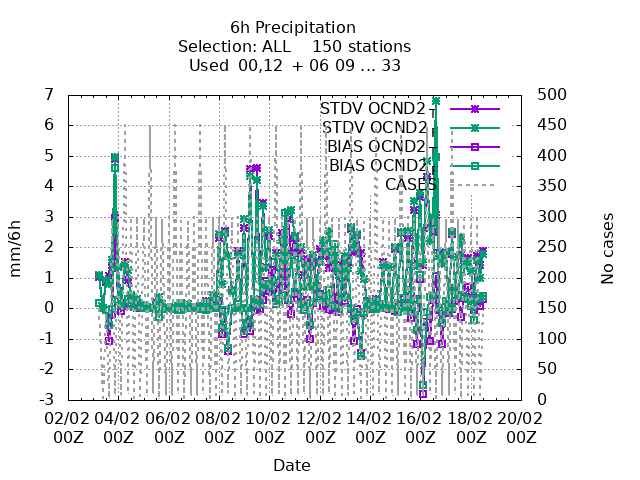 6h Precipitation
Selection: ALL    150 stations
Used  00,12  + 06 09 ... 33
STDV OCND2_
STDV OCND2
BIAS OCND2_
BIAS OCND2
CASES
7
6
5
4
3
2
1
0
-1
-2
-3
500
450
400
350
300
250
200
150
100
50
0
mm/6h
No cases
02/02 04/02 06/02 08/02 10/02 12/02 14/02 16/02 18/02 20/02
00Z 00Z 00Z 00Z 00Z 00Z 00Z 00Z 00Z 00Z
Date